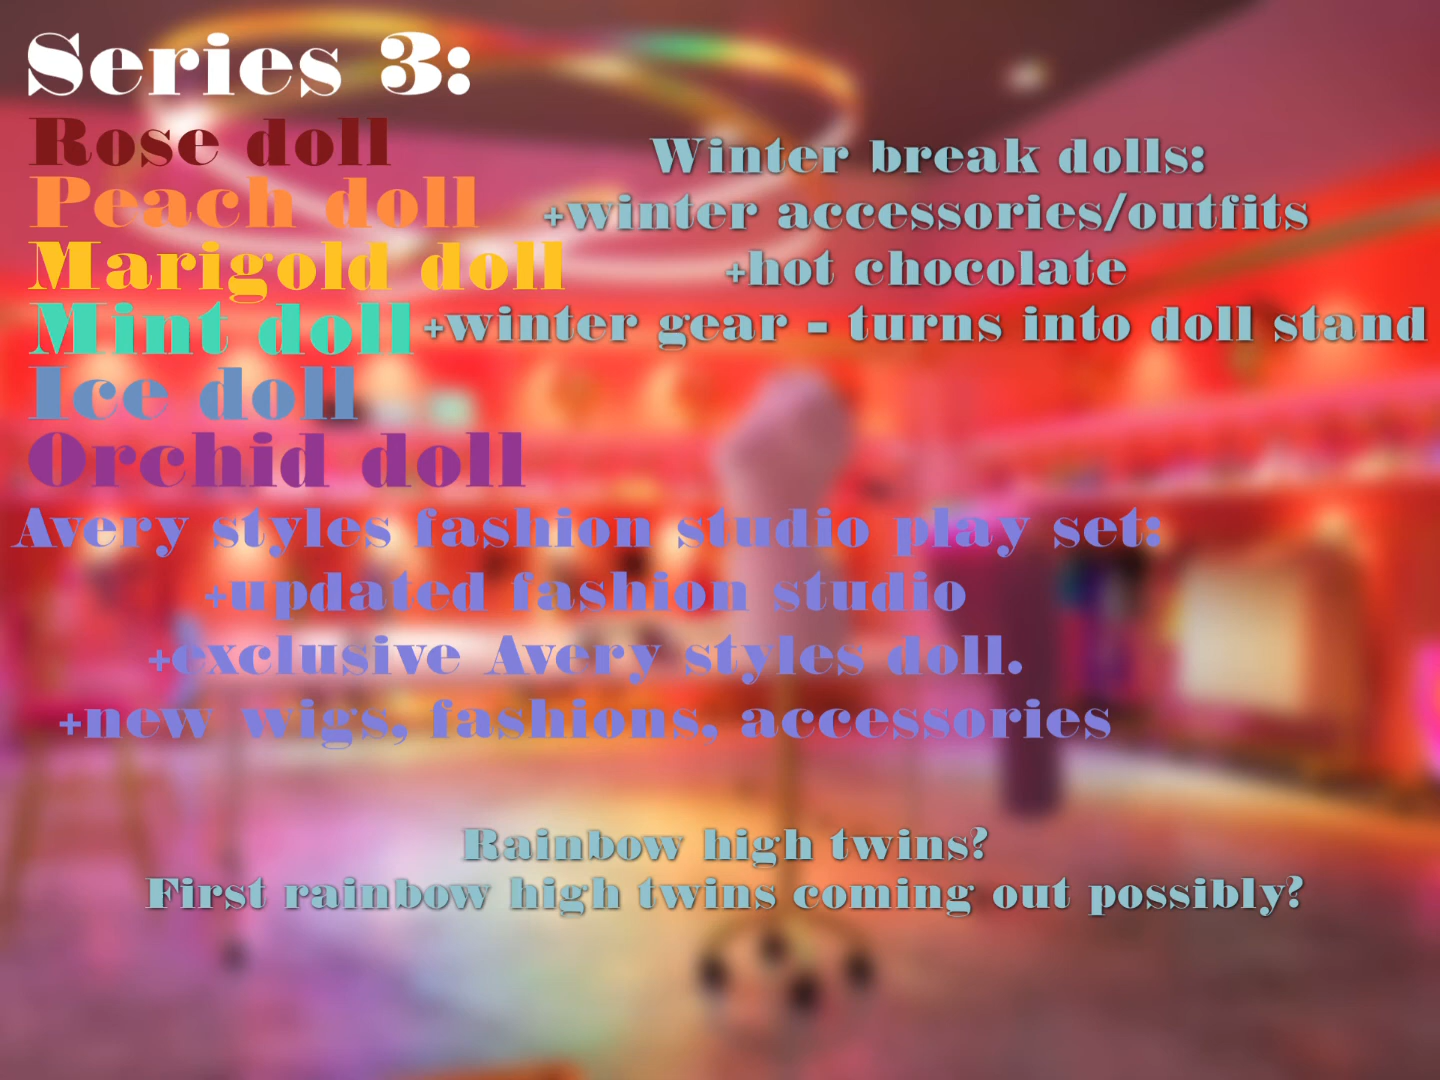 Series 3:
Rose doll
Peach doll
Marigold doll
Mint doll
Ice doll
Orchid doll
Winter break dolls:
+winter accessories/outfits
+hot chocolate
+winter gear - turns into doll stand
Avery styles fashion studio play set:
+updated fashion studio
+exclusive Avery styles doll.
+new wigs, fashions, accessories
Rainbow high twins?
First rainbow high twins coming out possibly?